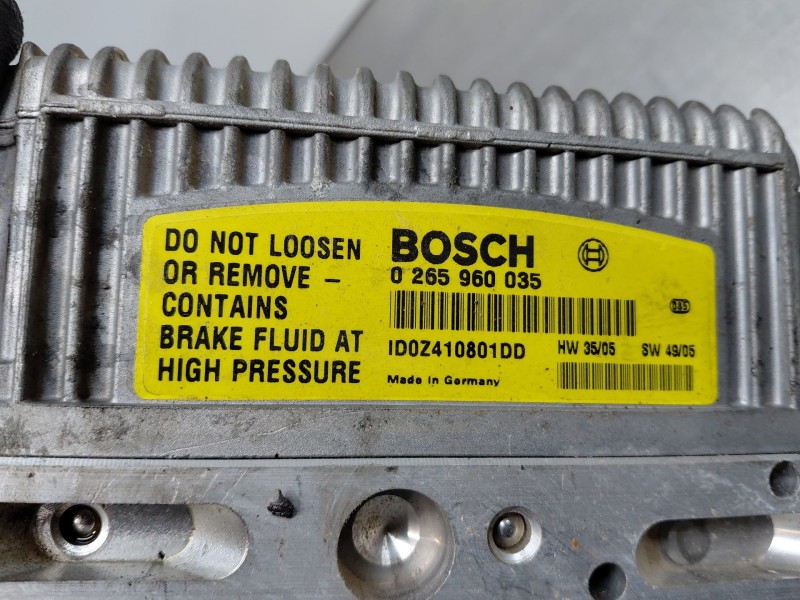 DO NOT LOOSEN
OR REMOVE –
CONTAINS
BRAKE FLUID AT
HIGH PRESSURE
BOSCH
0 265 960 035
ID0Z410801DD
HW 35/05 SW 49/05
Made in Germany